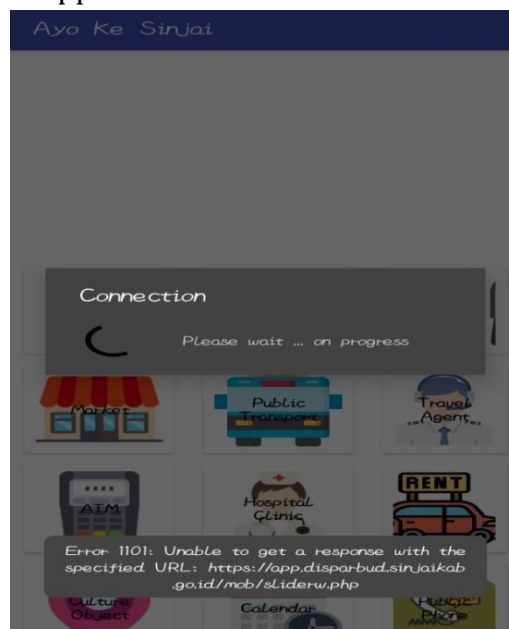 Ayo Ke Sinjai
Connection
Please wait ... on progress
Market
Public
Transport
Travel
Agent
ATM
Hospital
Clinic
RENT
Error 1101: Unable to get a response with the
specified URL: https://app.disparbud.sinjaikab
.go.id/mob/sliderw.php
Culture
Object
Calendar
Public
Phone